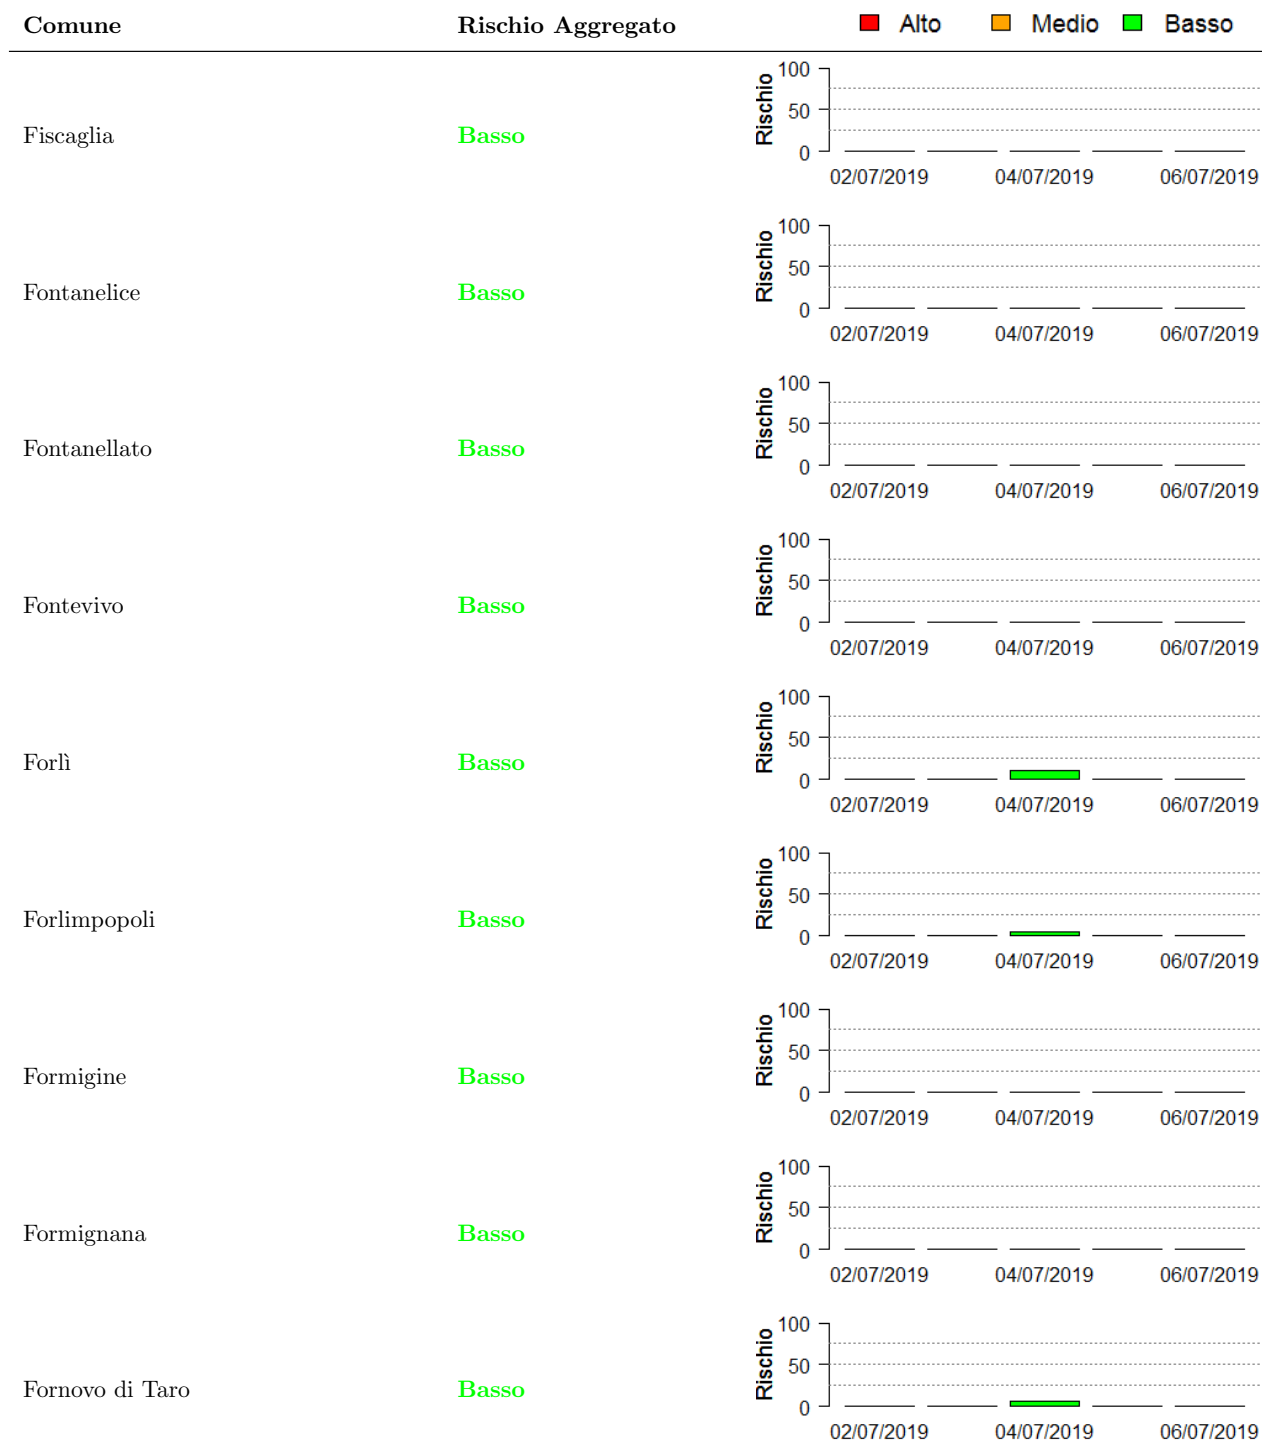 Comune Rischio Aggregato Alto Medio Basso
100
Rischio
50
Fiscaglia Basso
0
02/07/2019 04/07/2019 06/07/2019
100
Rischio
50
Fontanelice Basso
0
02/07/2019 04/07/2019 06/07/2019
100
Rischio
50
Fontanellato Basso
0
02/07/2019 04/07/2019 06/07/2019
100
Rischio
50
Fontevivo Basso
0
02/07/2019 04/07/2019 06/07/2019
100
Rischio
50
Forlì Basso
0
02/07/2019 04/07/2019 06/07/2019
100
Rischio
50
Forlimpopoli Basso
0
02/07/2019 04/07/2019 06/07/2019
100
Rischio
50
Formigine Basso
0
02/07/2019 04/07/2019 06/07/2019
100
Rischio
50
Formignana Basso
0
02/07/2019 04/07/2019 06/07/2019
100
Rischio
50
Fornovo di Taro Basso
0
02/07/2019 04/07/2019 06/07/2019